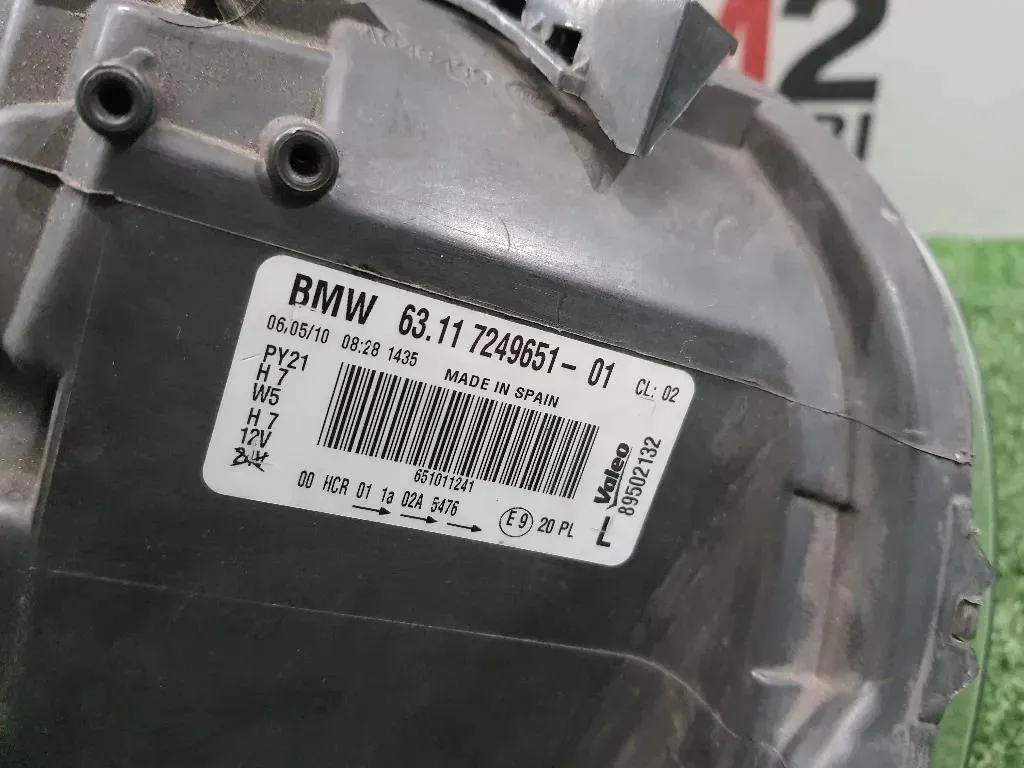 M2
BMW 63.11 7249651-01 CL: 02
06,05/10 08:28 1435 MADE IN SPAIN
PY21
H 7
W5
H 7
12V
651011241
00 HCR 01 1a 02A 5476
E9 20 PL
Valeo
89502132
L